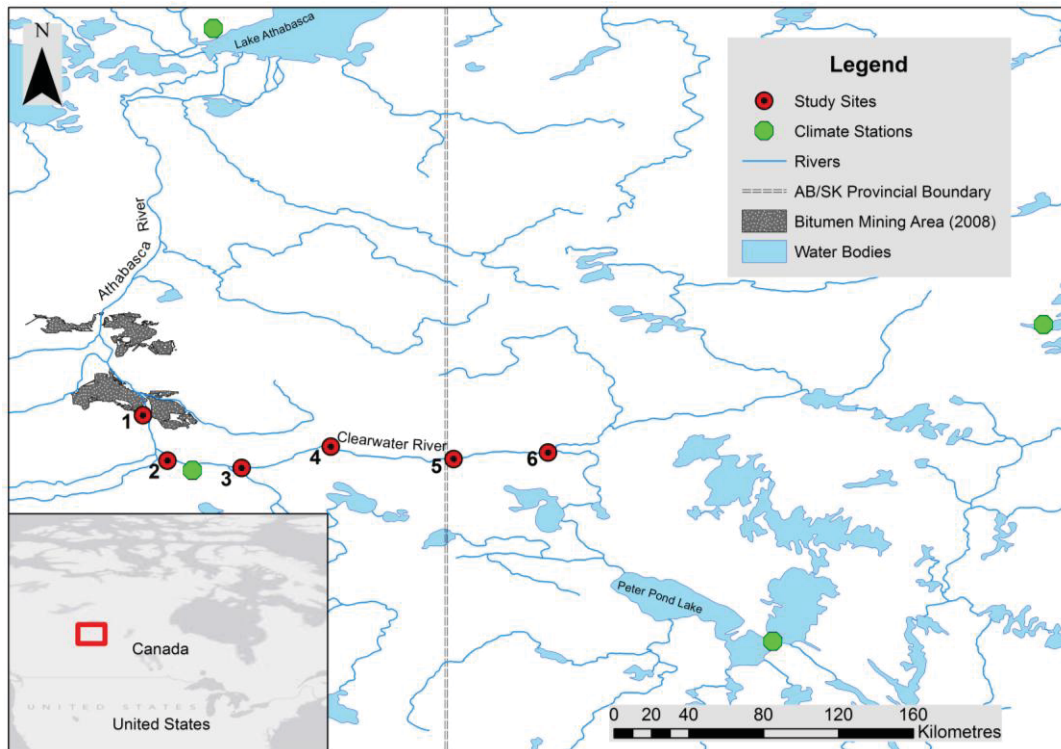 N
Lake Athabasca
Legend
Study Sites
Climate Stations
Rivers
AB/SK Provincial Boundary
Bitumen Mining Area (2008)
Water Bodies
Athabasca River
1
2
3
4
Clearwater River
5
6
Peter Pond Lake
Canada
UNITED STATES
United States
0 20 40 80 120 160
Kilometres